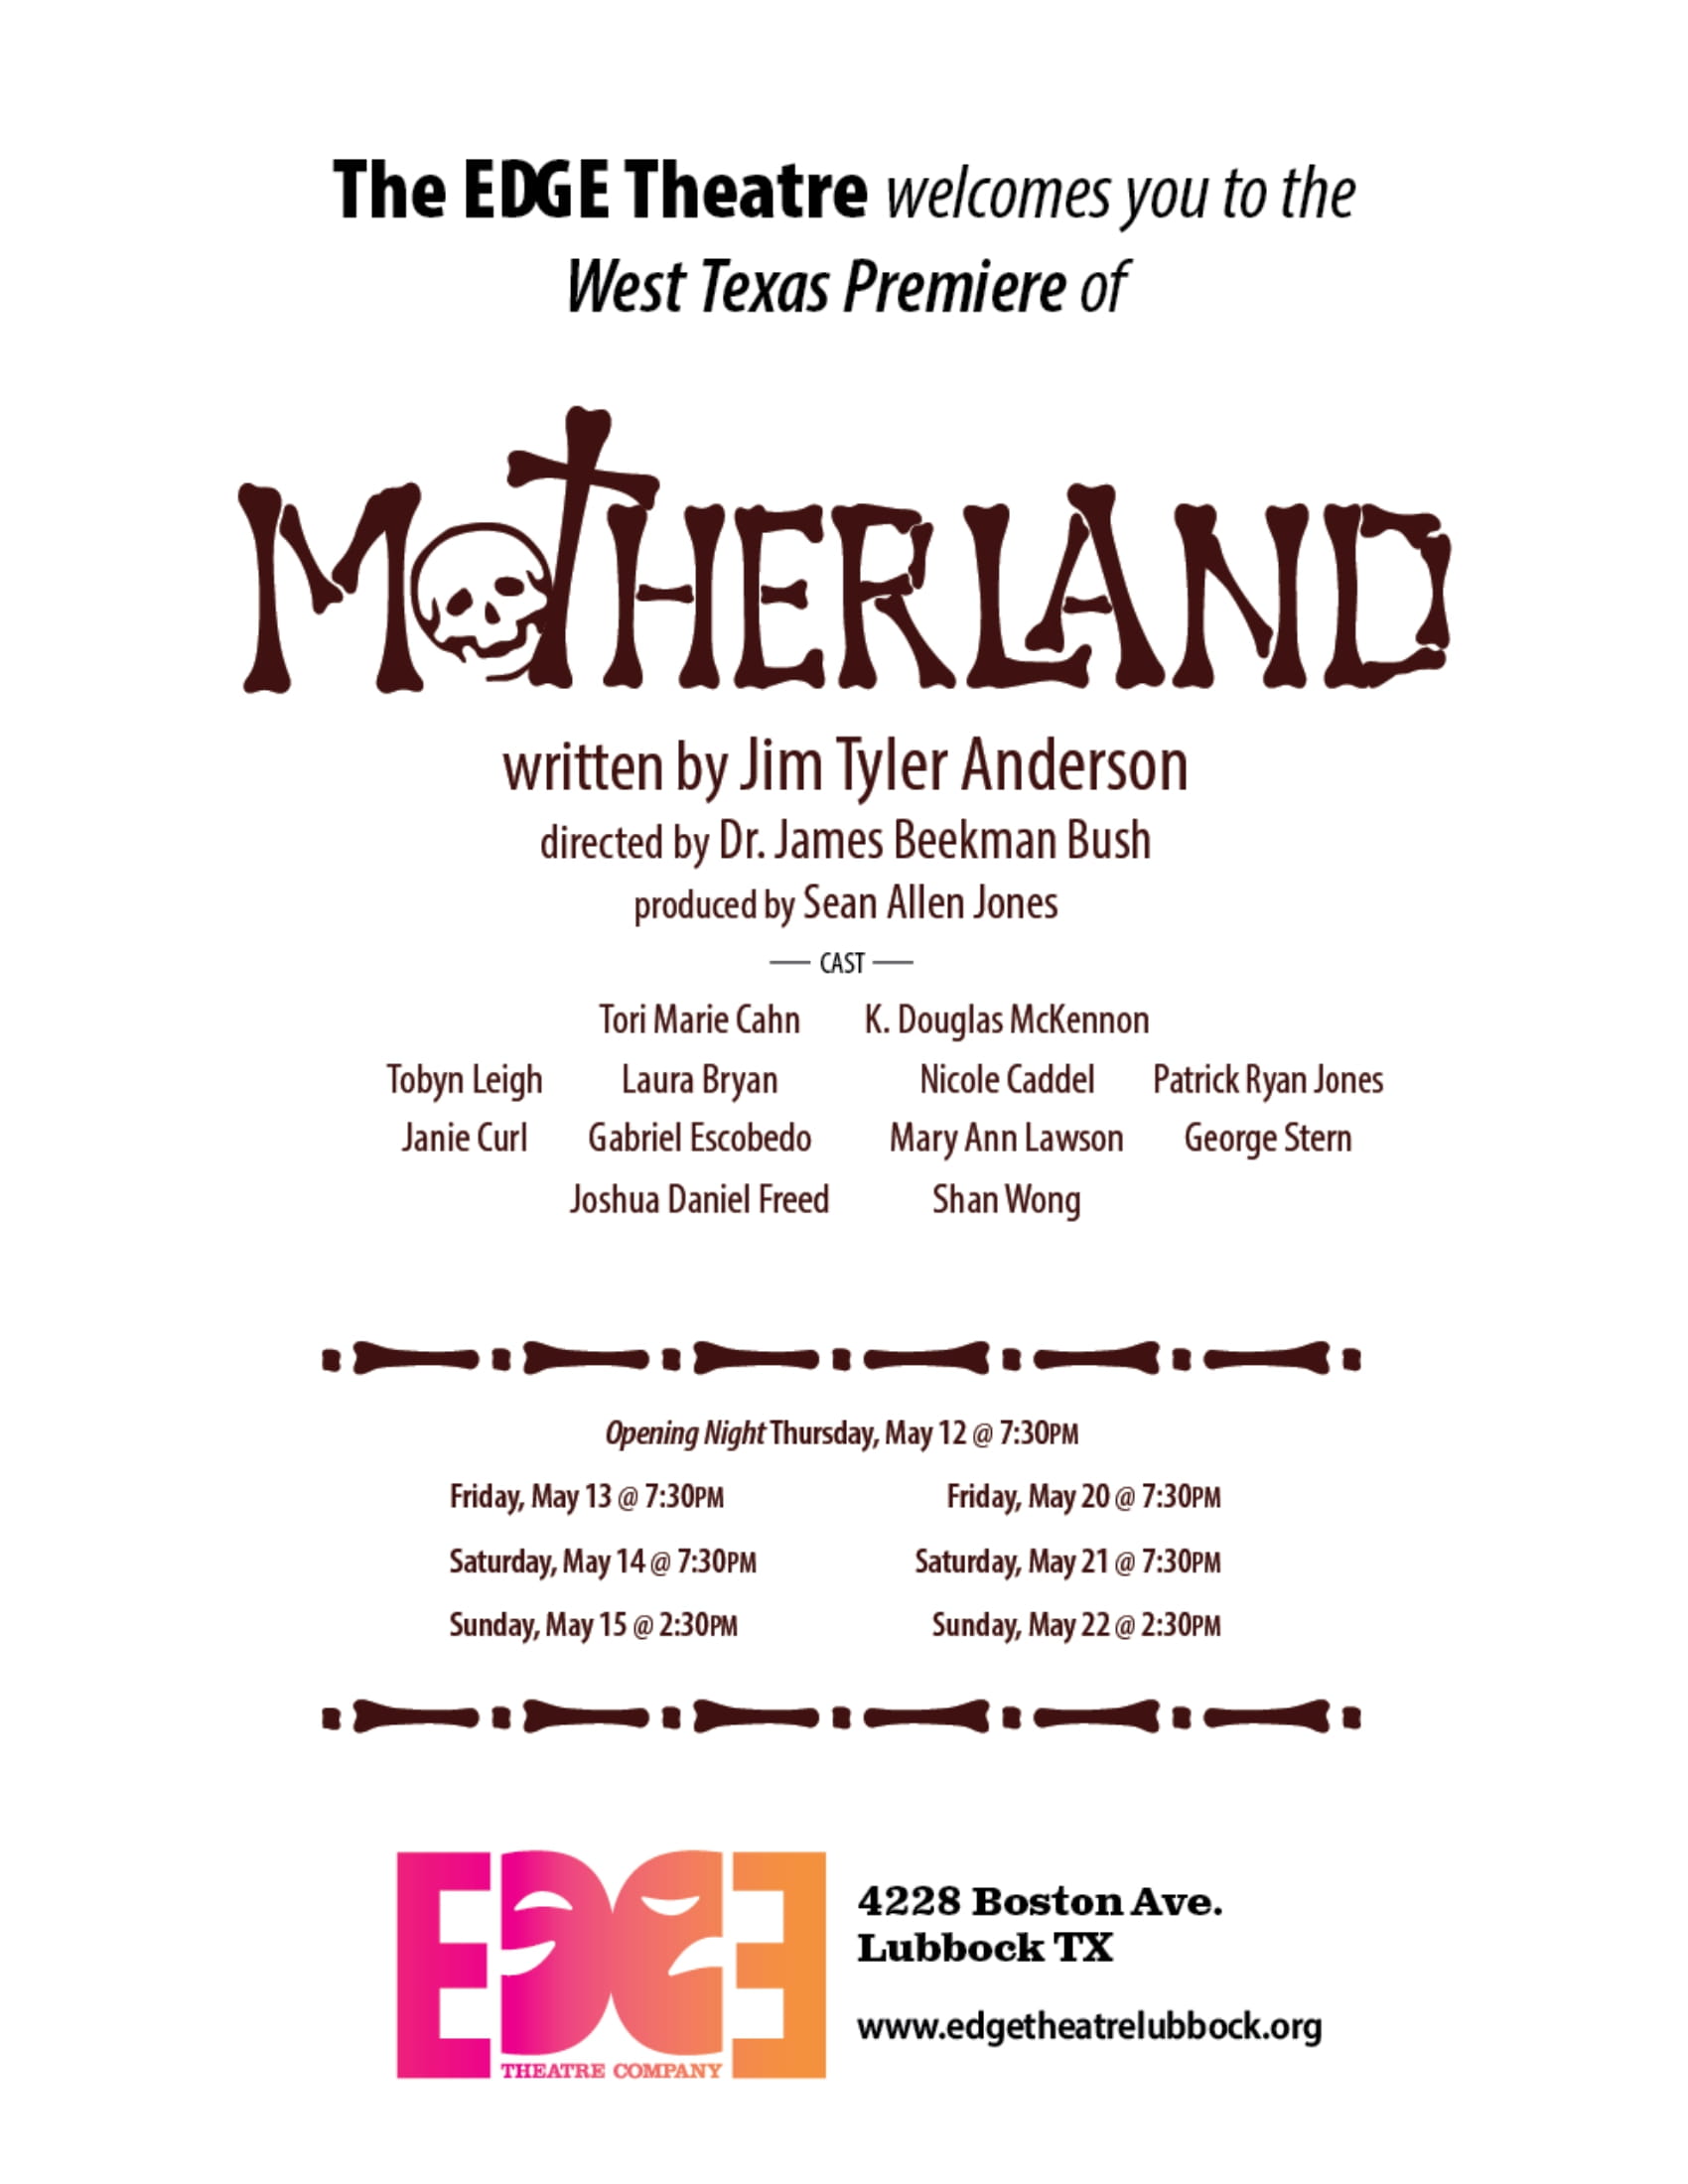 The EDGE Theatre welcomes you to the
West Texas Premiere of
MOTHERLAND
written by Jim Tyler Anderson
directed by Dr. James Beekman Bush
produced by Sean Allen Jones
— CAST —
Tori Marie Cahn K. Douglas McKennon
Tobyn Leigh Laura Bryan Nicole Caddel Patrick Ryan Jones
Janie Curl Gabriel Escobedo Mary Ann Lawson George Stern
Joshua Daniel Freed Shan Wong
Opening Night Thursday, May 12 @ 7:30PM
Friday, May 13 @ 7:30PM Friday, May 20 @ 7:30PM
Saturday, May 14 @ 7:30PM Saturday, May 21 @ 7:30PM
Sunday, May 15 @ 2:30PM Sunday, May 22 @ 2:30PM
EDGE
THEATRE COMPANY
4228 Boston Ave.
Lubbock TX
www.edgetheatrelubbock.org